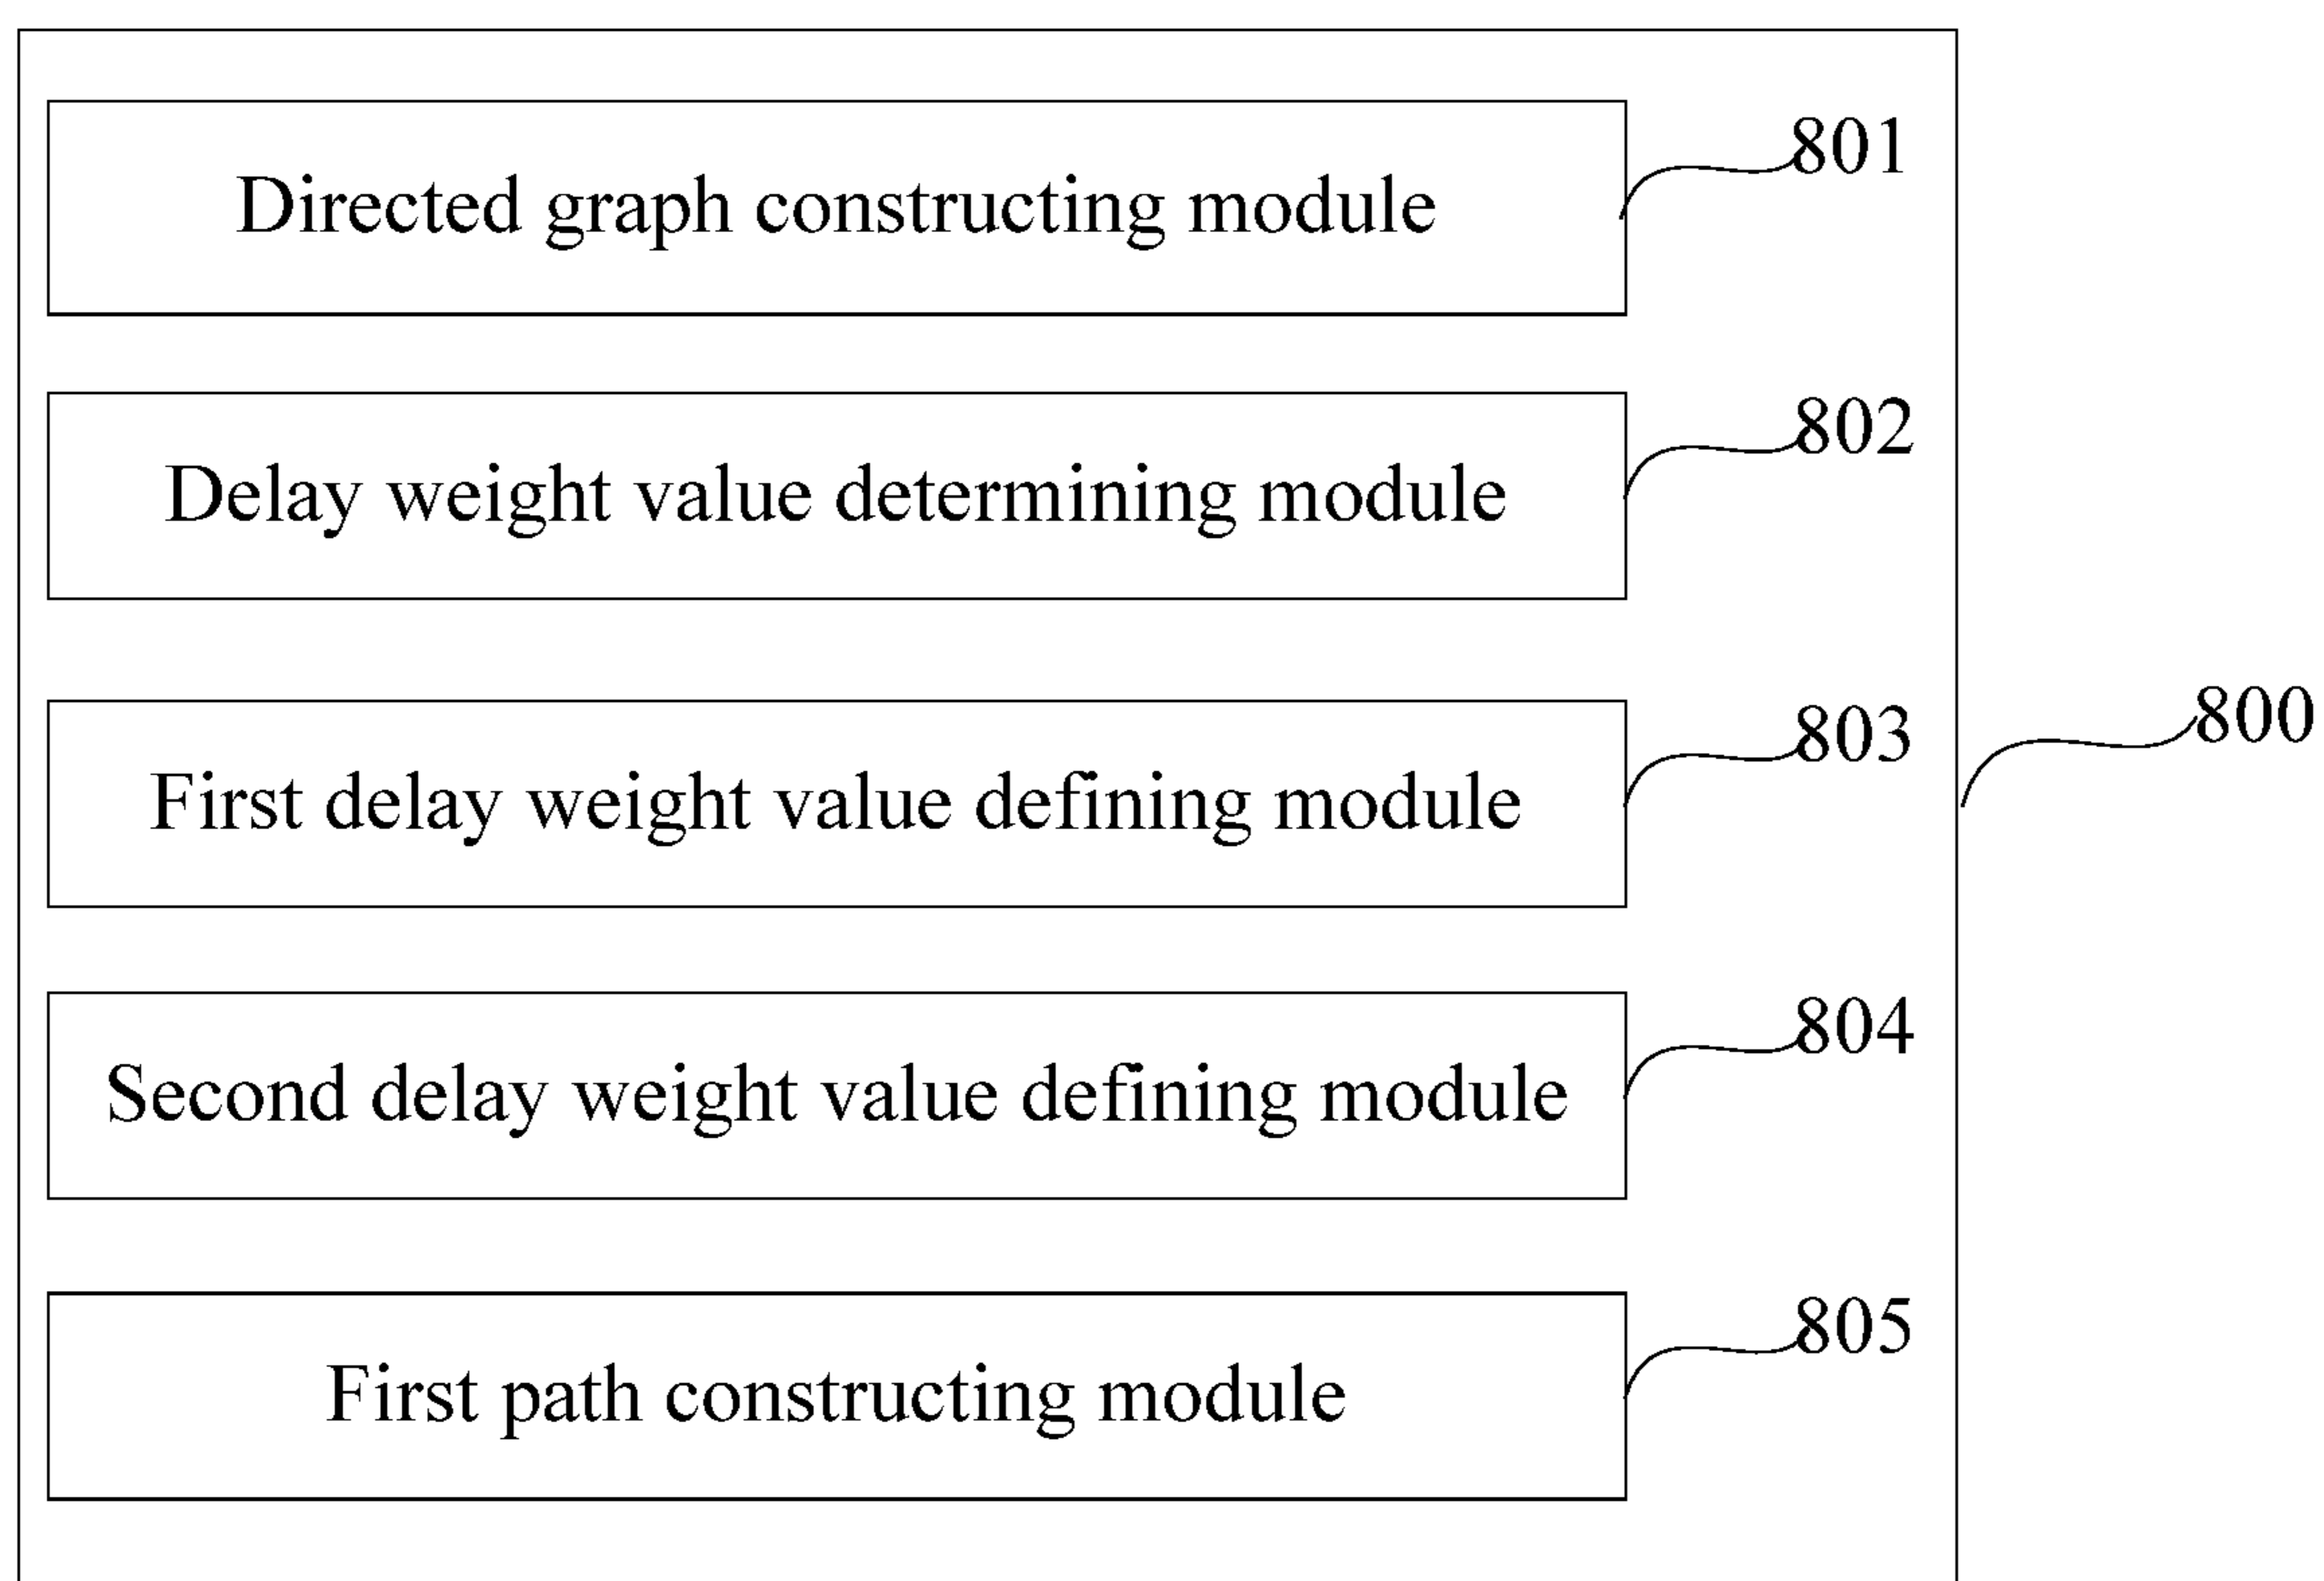 Directed graph constructing module
801
Delay weight value determining module
802
First delay weight value defining module
803
800
Second delay weight value defining module
804
First path constructing module
805